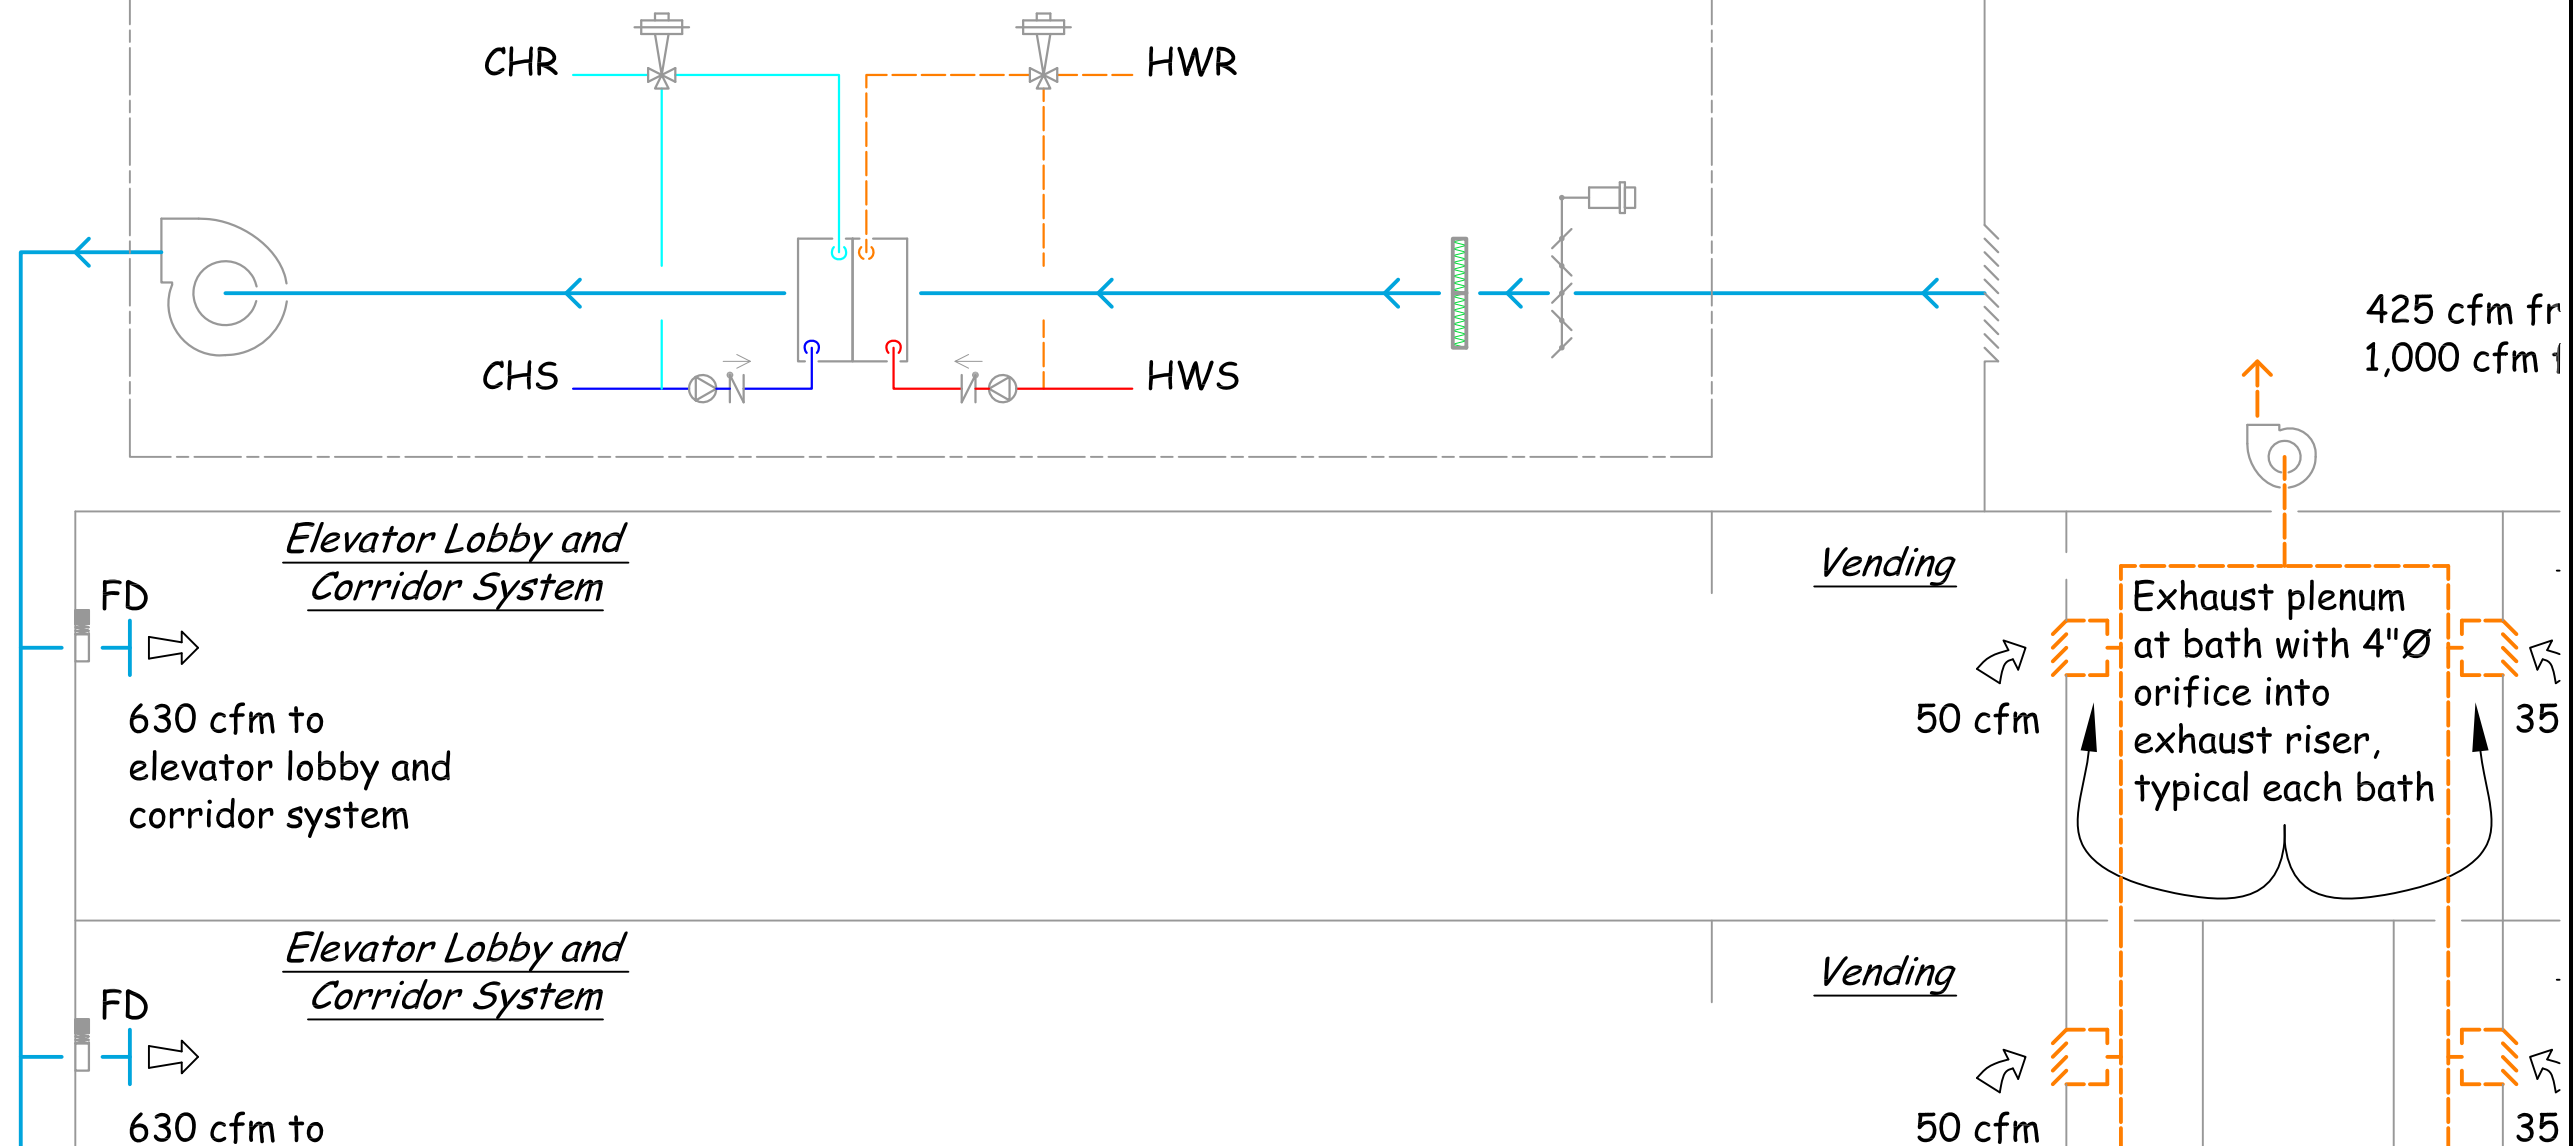 CHR
HWR
CHS
HWS
425 cfm
1,000 cfm
Elevator Lobby and
Corridor System
Vending
FD
630 cfm to
elevator lobby and
corridor system
50 cfm
Exhaust plenum
at bath with 4"Ø
orifice into
exhaust riser,
typical each bath
35
Elevator Lobby and
Corridor System
Vending
FD
630 cfm to
50 cfm
35